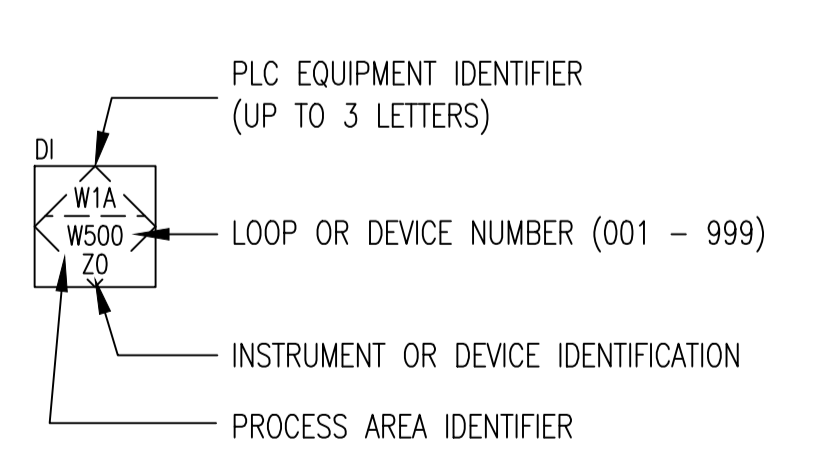 PLC EQUIPMENT IDENTIFIER
(UP TO 3 LETTERS)
DI
W1A
W500
ZO
LOOP OR DEVICE NUMBER (001 – 999)
INSTRUMENT OR DEVICE IDENTIFICATION
PROCESS AREA IDENTIFIER